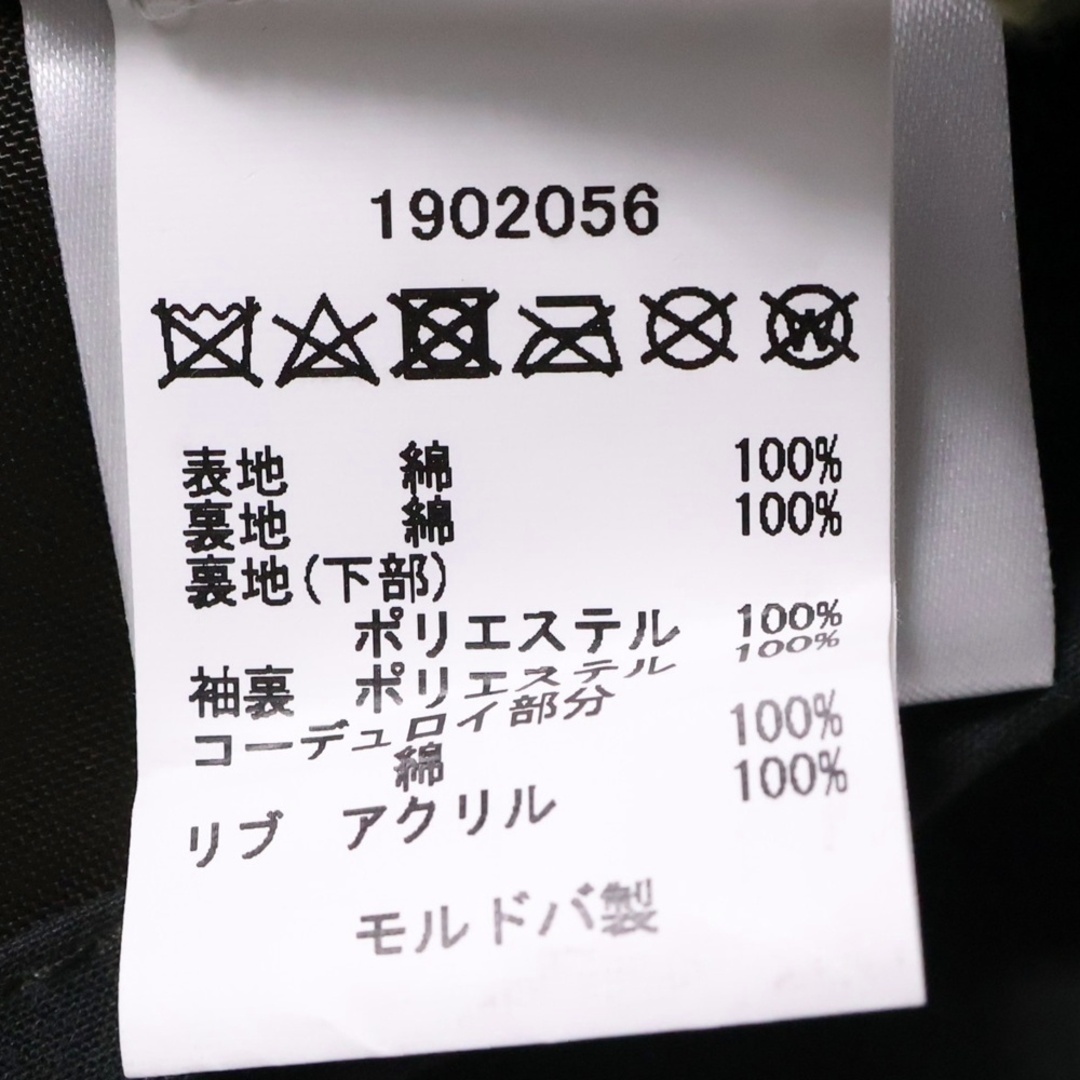 1902056
W
表地 綿 100%
裏地 綿 100%
裏地(下部)
ポリエステル 100%
袖裏 ポリエステル 100%
コーデュロイ部分
綿 100%
リブ アクリル 100%
モルドバ製